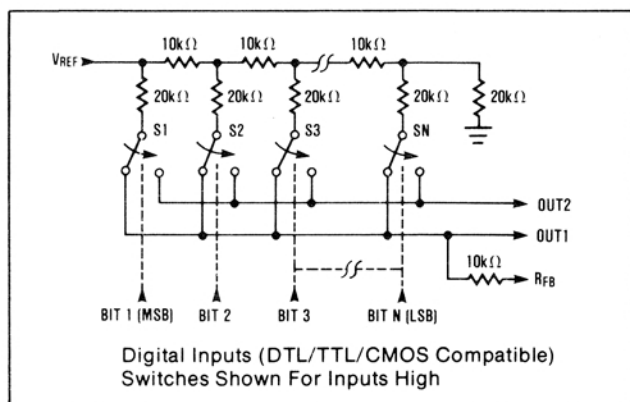 10kΩ 10kΩ 10kΩ
VREF
20kΩ 20kΩ 20kΩ 20kΩ 20kΩ
S1 S2 S3 SN
OUT2
OUT1
10kΩ
RFB
BIT 1 (MSB) BIT 2 BIT 3 BIT N (LSB)
Digital Inputs (DTL/TTL/CMOS Compatible)
Switches Shown For Inputs High